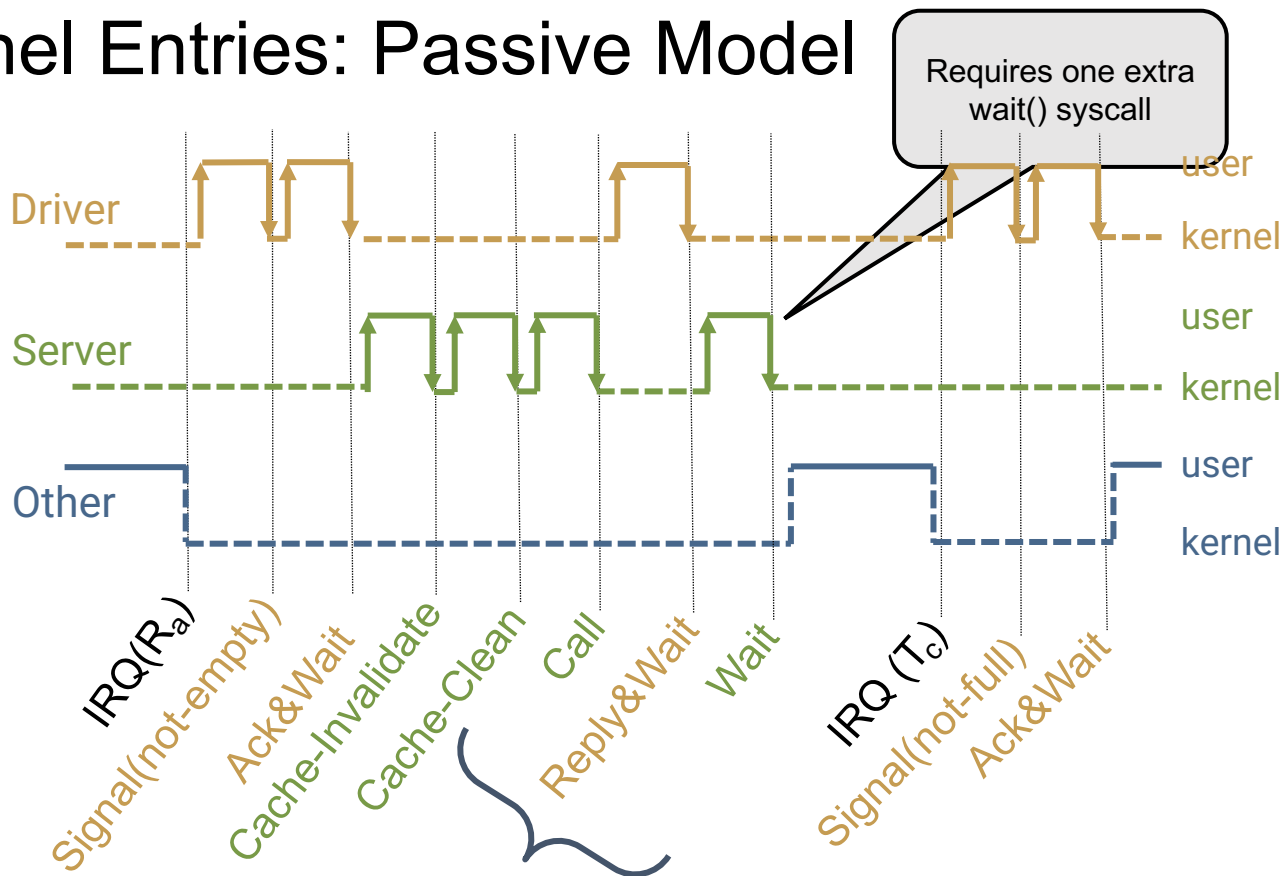 nel Entries: Passive Model
Requires one extra
wait() syscall
Driver
user
kernel
Server
user
kernel
Other
user
kernel
IRQ(Rₐ)
Signal(not-empty)
Ack&Wait
Cache-Invalidate
Cache-Clean
Call
Reply&Wait
Wait
IRQ (T꜀)
Signal(not-full)
Ack&Wait